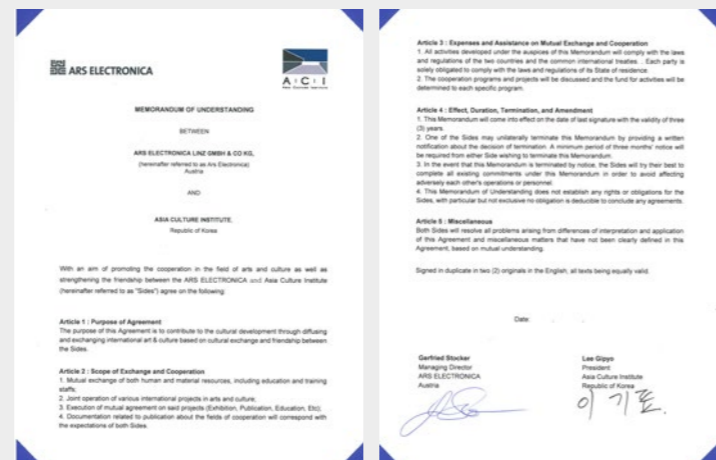 ARS ELECTRONICA
A·C·I
Asia Culture Institute
MEMORANDUM OF UNDERSTANDING
BETWEEN
ARS ELECTRONICA LINZ GMBH & CO KG,
(hereinafter referred to as Ars Electronica)
Austria
AND
ASIA CULTURE INSTITUTE,
Republic of Korea
With an aim of promoting the cooperation in the field of arts and culture as well as
strengthening the friendship between the ARS ELECTRONICA and Asia Culture Institute
(hereinafter referred to as "Sides") agree on the following:
Article 1 : Purpose of Agreement
The purpose of this Agreement is to contribute to the cultural development through diffusing
and exchanging international art & culture based on cultural exchange and friendship between
the Sides.
Article 2 : Scope of Exchange and Cooperation
1. Mutual exchange of both human and material resources, including education and training
staffs;
2. Joint operation of various international projects in arts and culture;
3. Execution of mutual agreement on said projects (Exhibition, Publication, Education, Etc);
4. Documentation related to publication about the fields of cooperation will correspond with
the expectations of both Sides.
Article 3 : Expenses and Assistance on Mutual Exchange and Cooperation
1. All activities developed under the auspices of this Memorandum will comply with the laws
and regulations of the two countries and the common international treaties. . Each party is
solely obligated to comply with the laws and regulations of its State of residence.
2. The cooperation programs and projects will be discussed and the fund for activities will be
determined to each specific program.
Article 4 : Effect, Duration, Termination, and Amendment
1. This Memorandum will come into effect on the date of last signature with the validity of three
(3) years.
2. One of the Sides may unilaterally terminate this Memorandum by providing a written
notification about the decision of termination. A minimum period of three months' notice will
be required from either Side wishing to terminate this Memorandum.
3. In the event that this Memorandum is terminated by notice, the Sides will try their best to
complete all existing commitments under this Memorandum in order to avoid affecting
adversely each other's operations or personnel.
4. This Memorandum of Understanding does not establish any rights or obligations for the
Sides, with particular but not exclusive no obligation is deducible to conclude any agreements.
Article 5 : Miscellaneous
Both Sides will resolve all problems arising from differences of interpretation and application
of this Agreement and miscellaneous matters that have not been clearly defined in this
Agreement, based on mutual understanding.
Signed in duplicate in two (2) originals in the English, all texts being equally valid.
Date:
Gerfried Stocker
Managing Director
ARS ELECTRONICA
Austria
Lee Gipyo
President
Asia Culture Institute
Republic of Korea
이 기표.